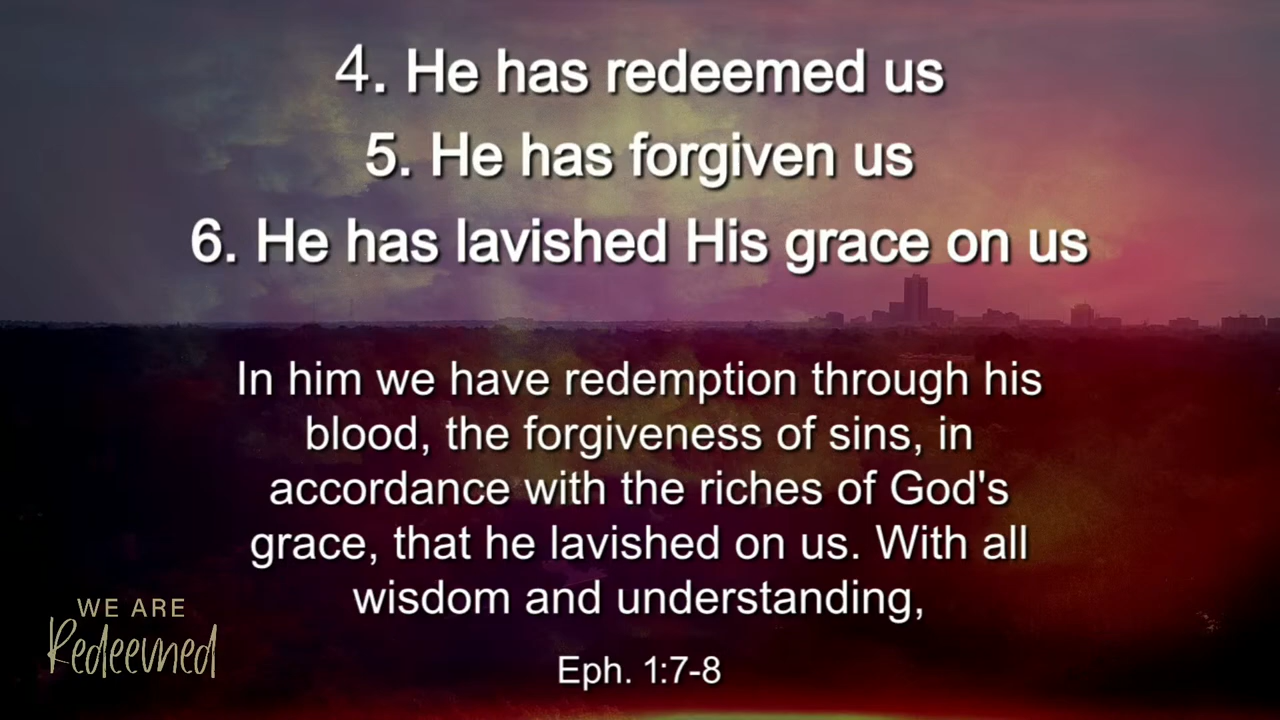 4. He has redeemed us
5. He has forgiven us
6. He has lavished His grace on us
In him we have redemption through his
blood, the forgiveness of sins, in
accordance with the riches of God's
grace, that he lavished on us. With all
wisdom and understanding,
Eph. 1:7-8
WE ARE
Redeemed